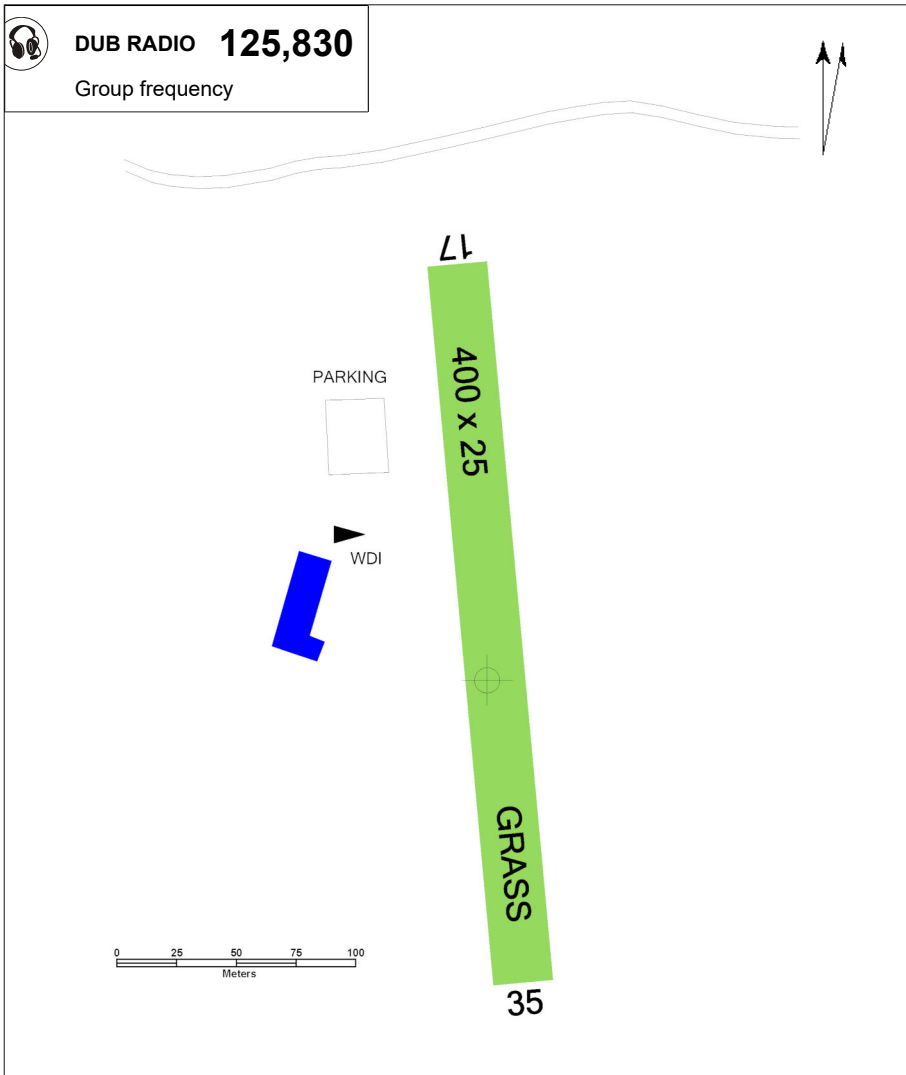 DUB RADIO 125,830
Group frequency
17
400 x 25
PARKING
WDI
GRASS
0 25 50 75 100
Meters
35